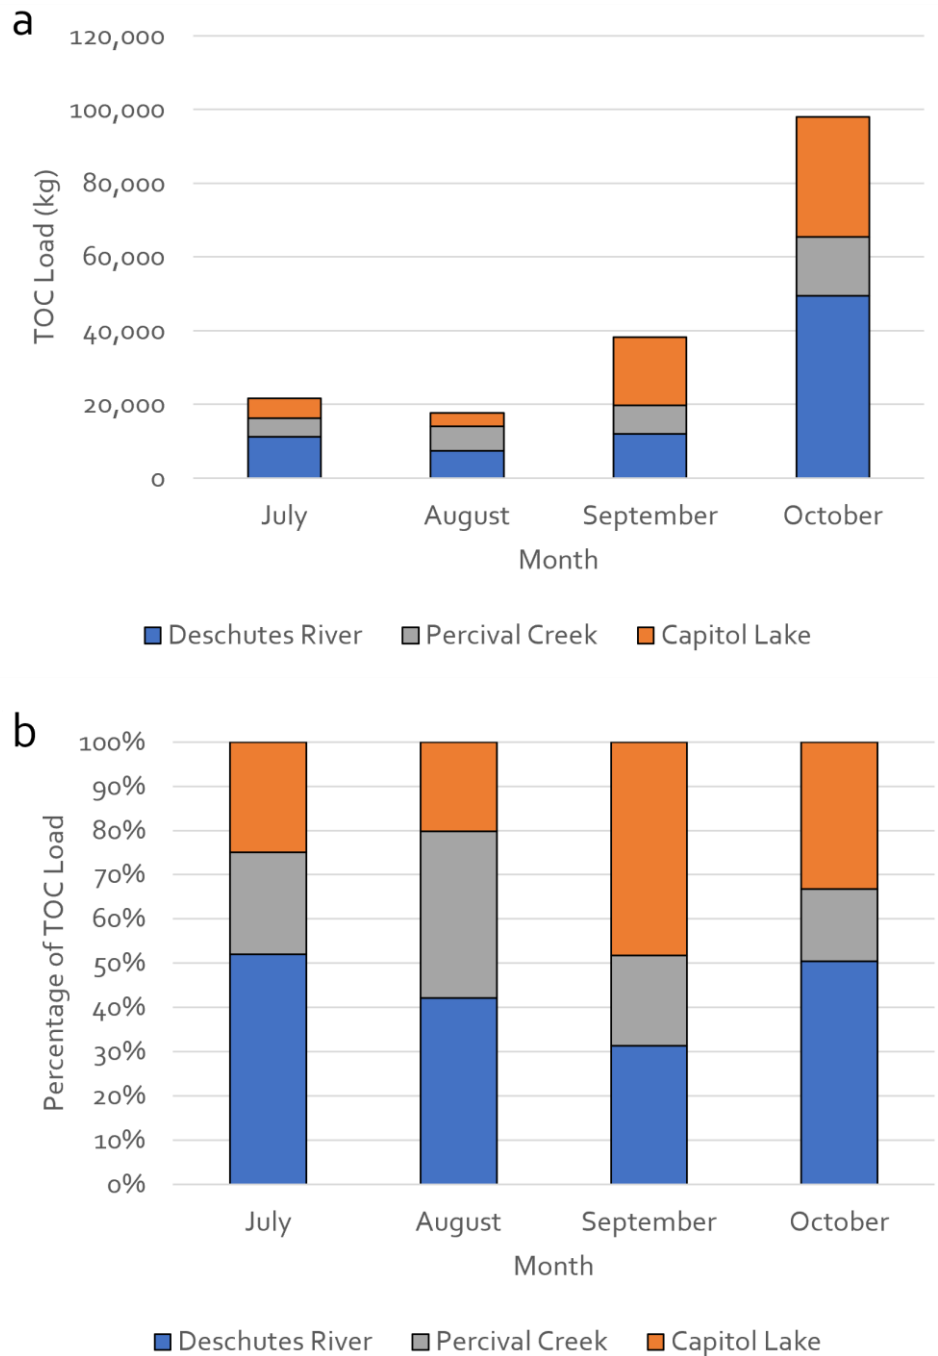 a
120,000
100,000
80,000
60,000
40,000
20,000
0
TOC Load (kg)
July August September October
Month
Deschutes River Percival Creek Capitol Lake
b
100%
90%
80%
70%
60%
50%
40%
30%
20%
10%
0%
Percentage of TOC Load
July August September October
Month
Deschutes River Percival Creek Capitol Lake